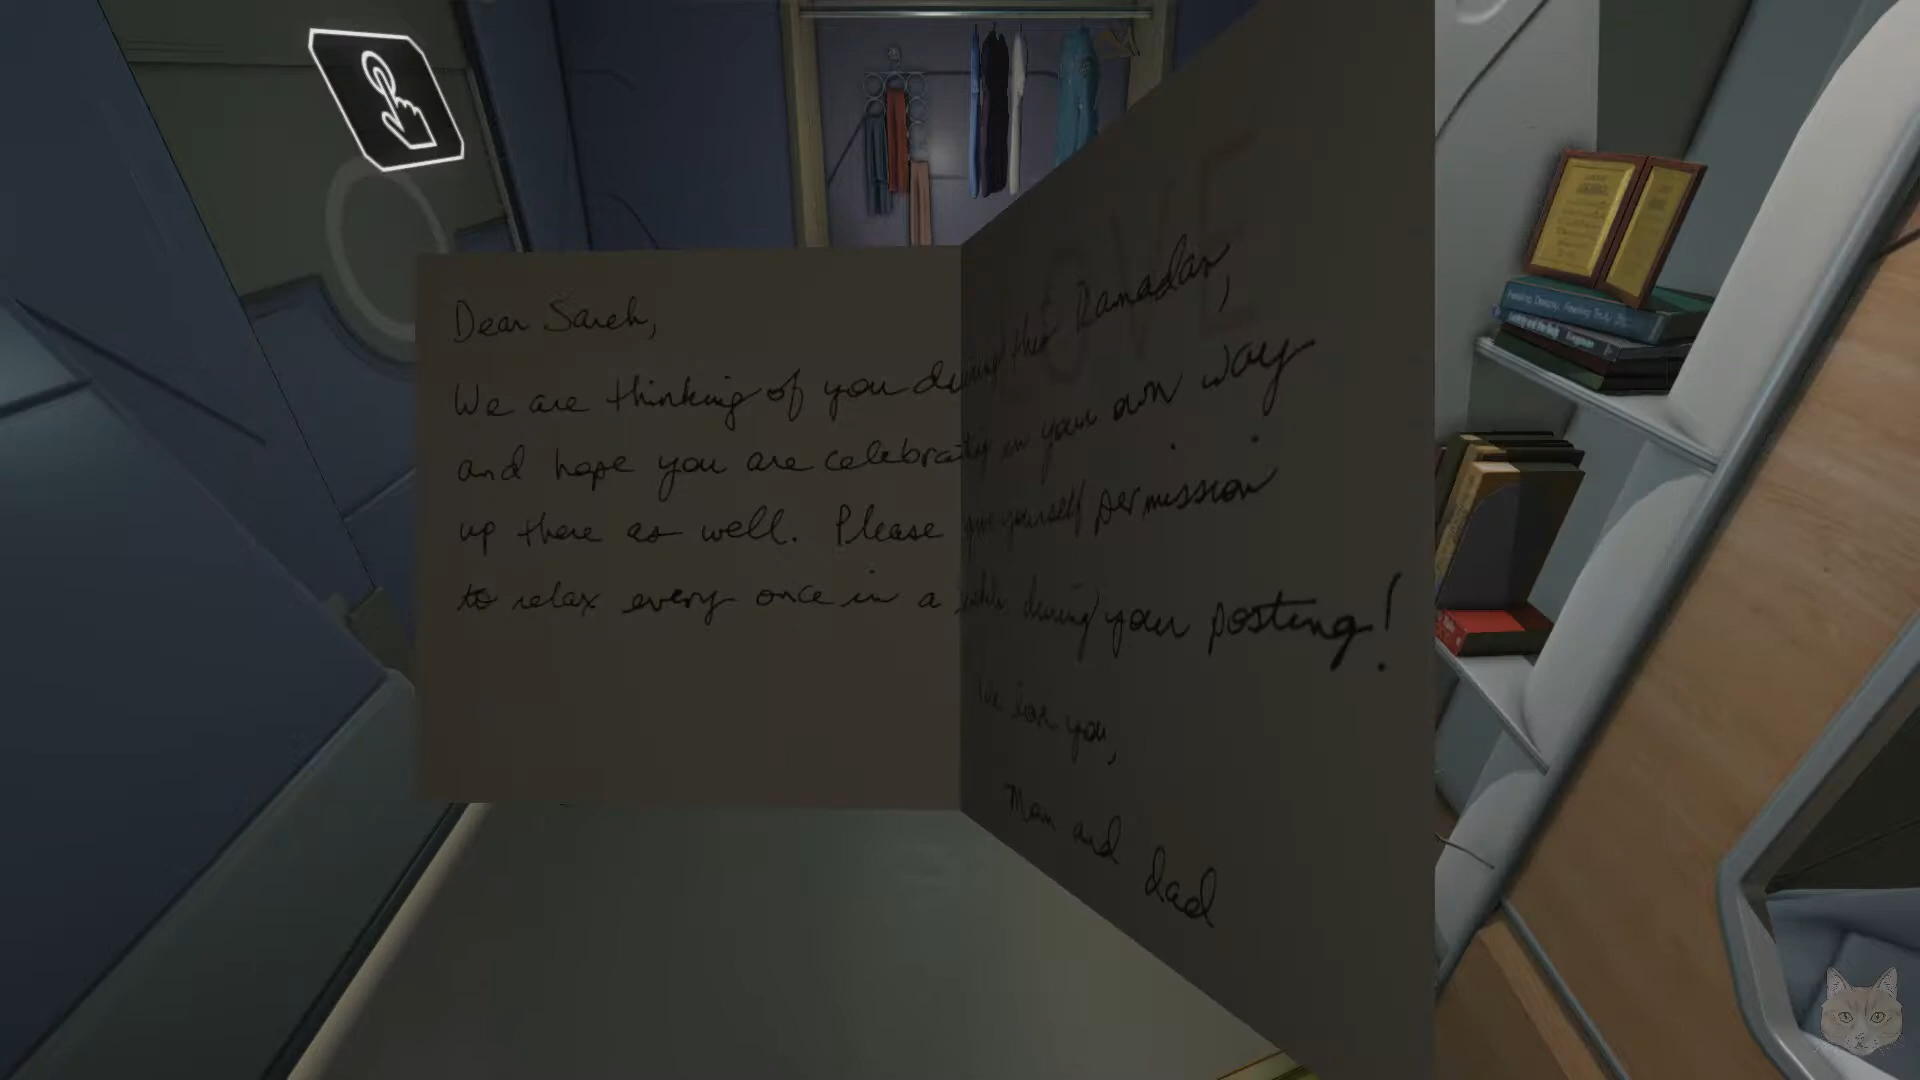 Dear Sareh,
We are thinking of you during this Ramadan,
and hope you are celebrating in your own way
up there as well. Please give yourself permission
to relax every once in a while during your posting!
you,
Mom and dad
LOVE